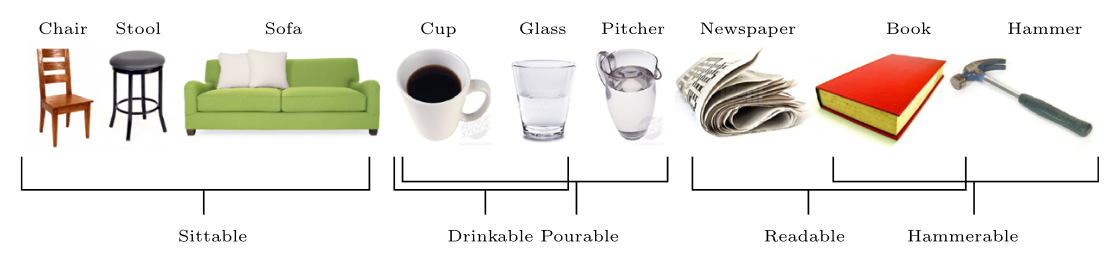 Chair Stool Sofa Cup Glass Pitcher Newspaper Book Hammer
Sittable Drinkable Pourable Readable Hammerable